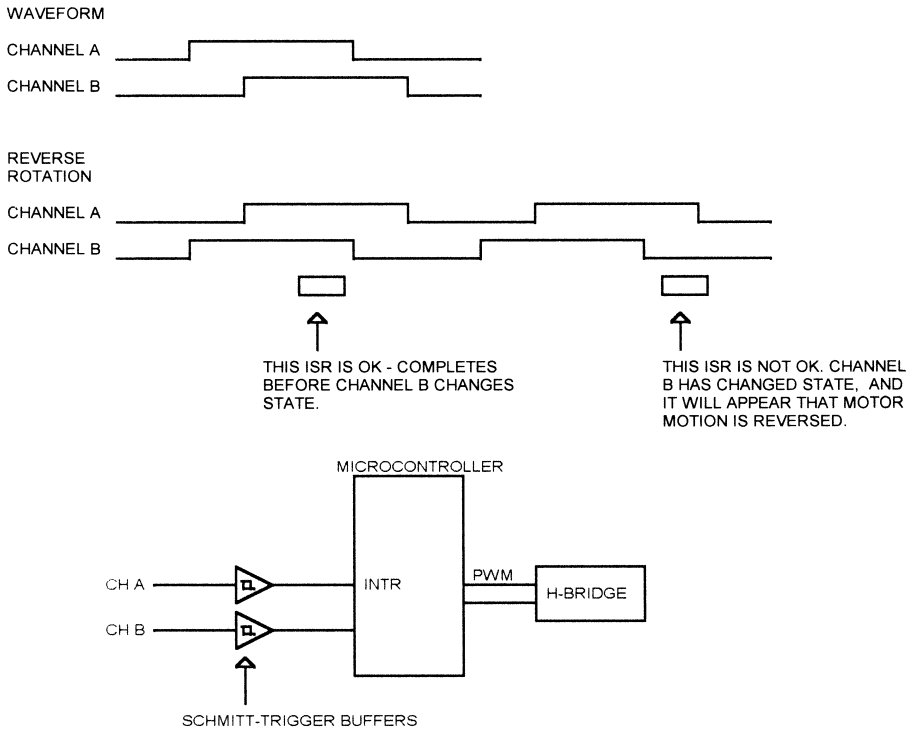 WAVEFORM
CHANNEL A
CHANNEL B
REVERSE
ROTATION
CHANNEL A
CHANNEL B
THIS ISR IS OK - COMPLETES
BEFORE CHANNEL B CHANGES
STATE.
THIS ISR IS NOT OK. CHANNEL
B HAS CHANGED STATE, AND
IT WILL APPEAR THAT MOTOR
MOTION IS REVERSED.
MICROCONTROLLER
CH A
INTR
PWM
H-BRIDGE
CH B
SCHMITT-TRIGGER BUFFERS